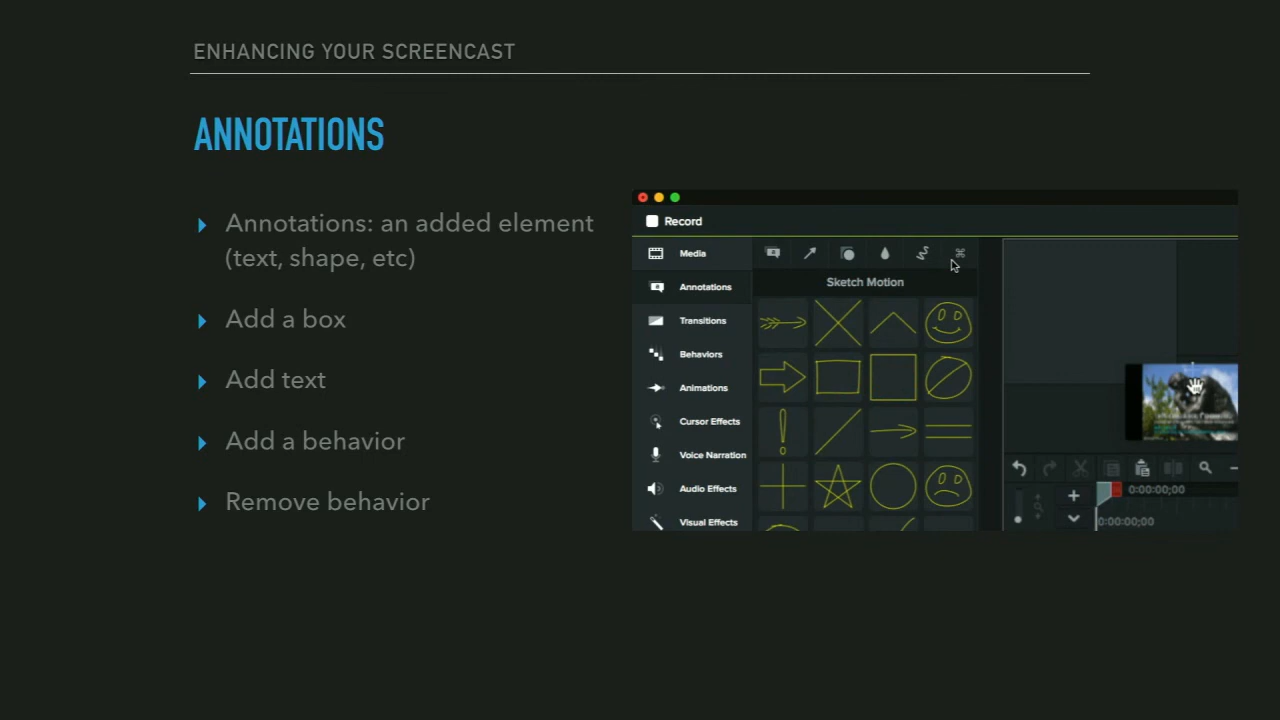 ENHANCING YOUR SCREENCAST
ANNOTATIONS
Annotations: an added element
(text, shape, etc)
Add a box
Add text
Add a behavior
Remove behavior
Record
Media
Annotations
Transitions
Behaviors
Animations
Cursor Effects
Voice Narration
Audio Effects
Visual Effects
Sketch Motion
0:00:00;00
0:00:00;00